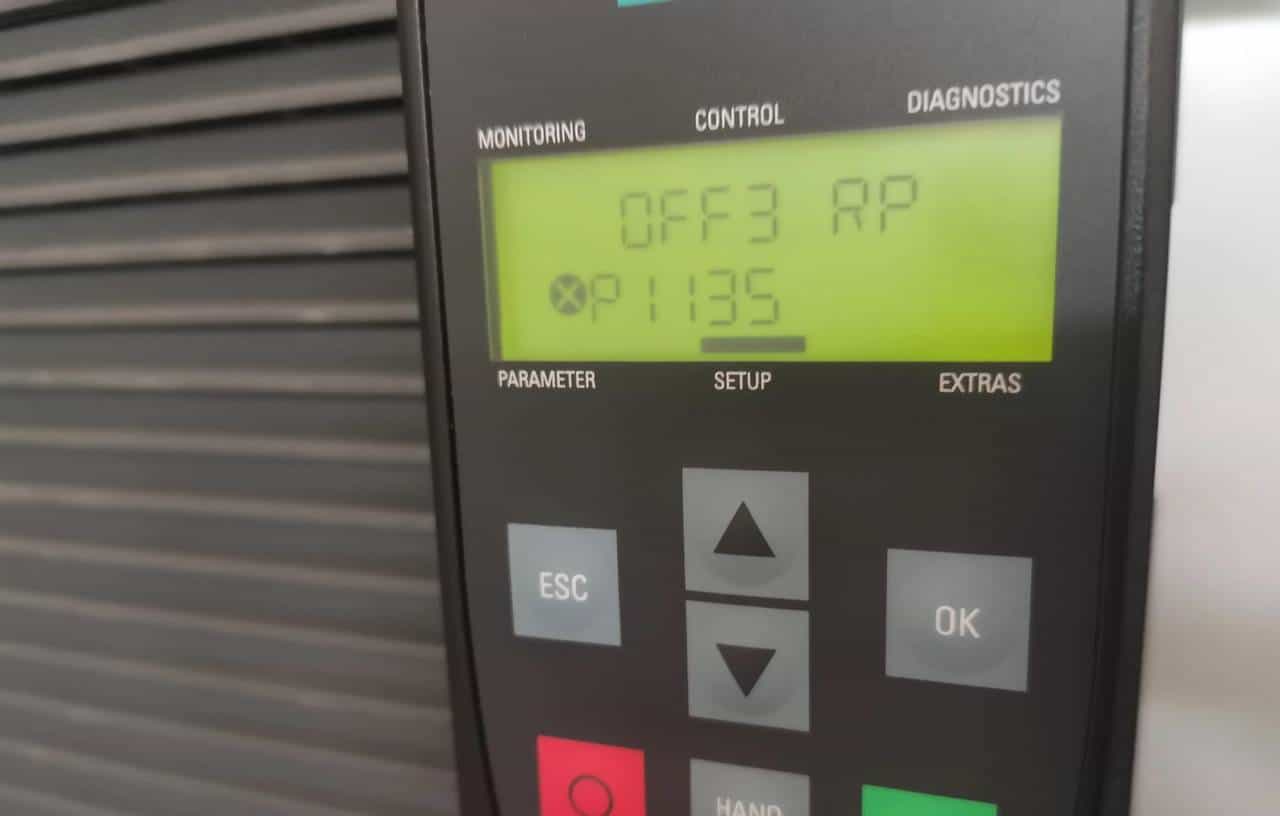 MONITORING CONTROL DIAGNOSTICS
OFF3 RP
P1135
PARAMETER SETUP EXTRAS
ESC
OK
HAND